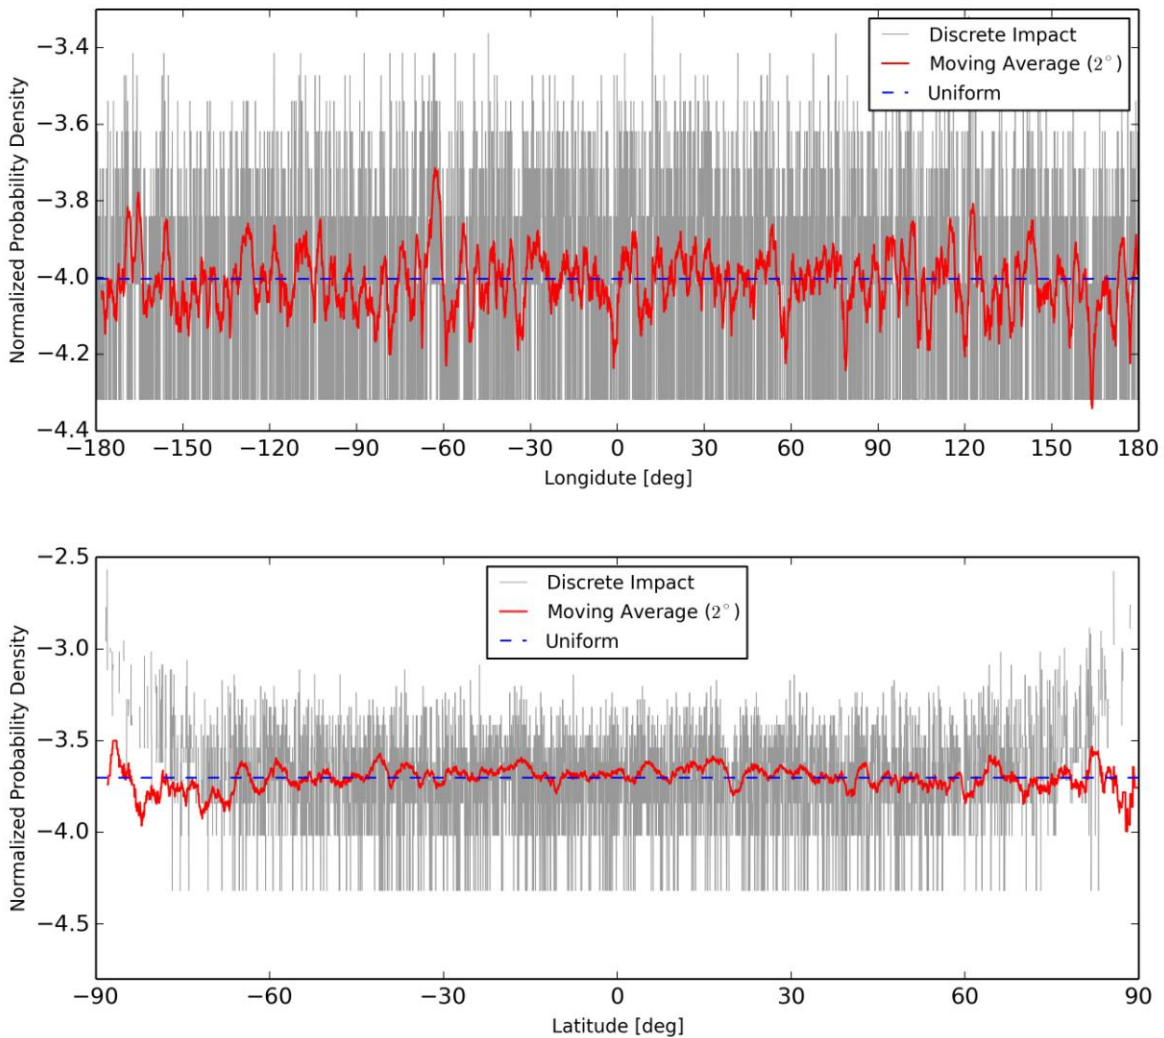 Normalized Probability Density
−3.4
−3.6
−3.8
−4.0
−4.2
−4.4
Discrete Impact
Moving Average (2°)
Uniform
−180 −150 −120 −90 −60 −30 0 30 60 90 120 150 180
Longidute [deg]
Normalized Probability Density
−2.5
−3.0
−3.5
−4.0
−4.5
Discrete Impact
Moving Average (2°)
Uniform
−90 −60 −30 0 30 60 90
Latitude [deg]